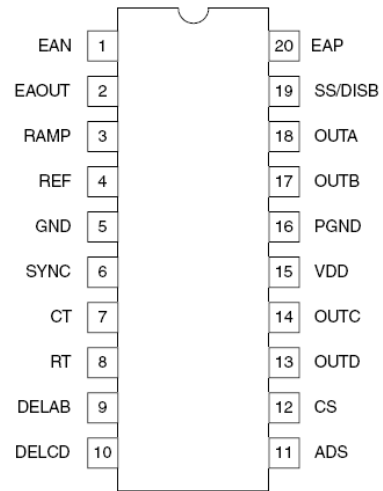 EAN 1 20 EAP
EAOUT 2 19 SS/DISB
RAMP 3 18 OUTA
REF 4 17 OUTB
GND 5 16 PGND
SYNC 6 15 VDD
CT 7 14 OUTC
RT 8 13 OUTD
DELAB 9 12 CS
DELCD 10 11 ADS